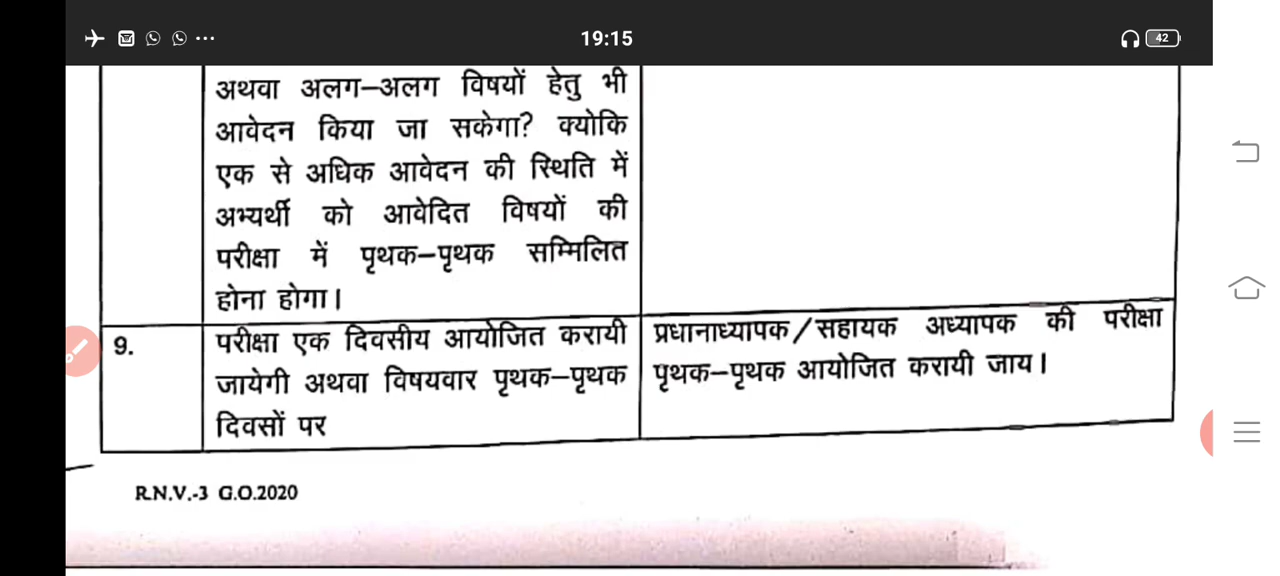 19:15
42
अथवा अलग–अलग विषयों हेतु भी
आवेदन किया जा सकेगा? क्योकि
एक से अधिक आवेदन की स्थिति में
अभ्यर्थी को आवेदित विषयों की
परीक्षा में पृथक–पृथक सम्मिलित
होना होगा।
9.
परीक्षा एक दिवसीय आयोजित करायी
जायेगी अथवा विषयवार पृथक–पृथक
दिवसों पर
प्रधानाध्यापक/सहायक अध्यापक की परीक्षा
पृथक–पृथक आयोजित करायी जाय।
R.N.V.-3 G.O.2020